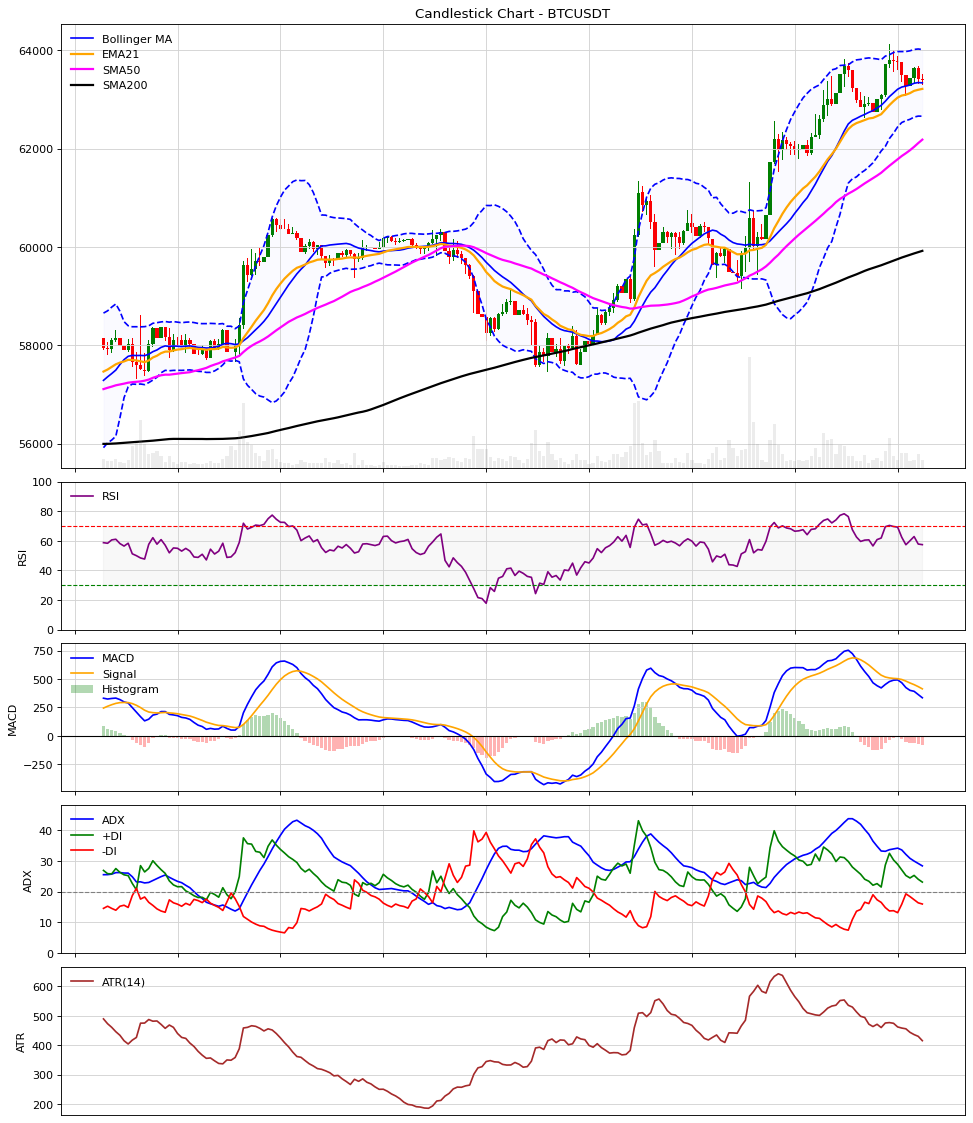 Candlestick Chart - BTCUSDT
Bollinger MA
EMA21
SMA50
SMA200
64000
62000
60000
58000
56000
RSI
RSI
100
80
60
40
20
0
MACD
Signal
Histogram
MACD
750
500
250
0
−250
ADX
+DI
-DI
ADX
40
30
20
10
0
ATR(14)
ATR
600
500
400
300
200